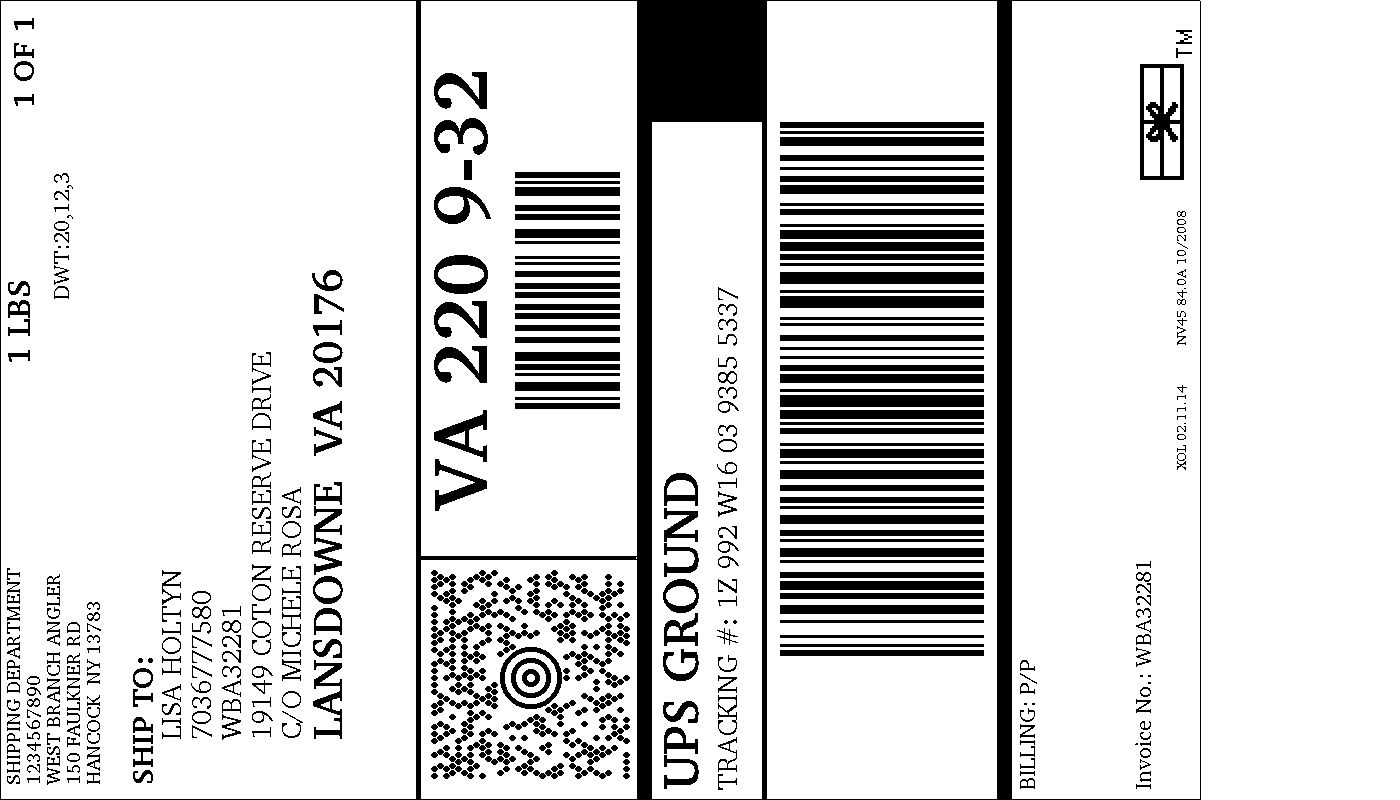 SHIPPING DEPARTMENT
1234567890
WEST BRANCH ANGLER
150 FAULKNER RD
HANCOCK NY 13783
1 LBS
1 OF 1
DWT:20,12,3
SHIP TO:
LISA HOLTYN
7036777580
WBA32281
19149 COTON RESERVE DRIVE
C/O MICHELE ROSA
LANSDOWNE VA 20176
VA 220 9-32
UPS GROUND
TRACKING #: 1Z 992 W16 03 9385 5337
BILLING: P/P
Invoice No.: WBA32281
XOL 02.11.14
NV45 84.0A 10/2008
TM